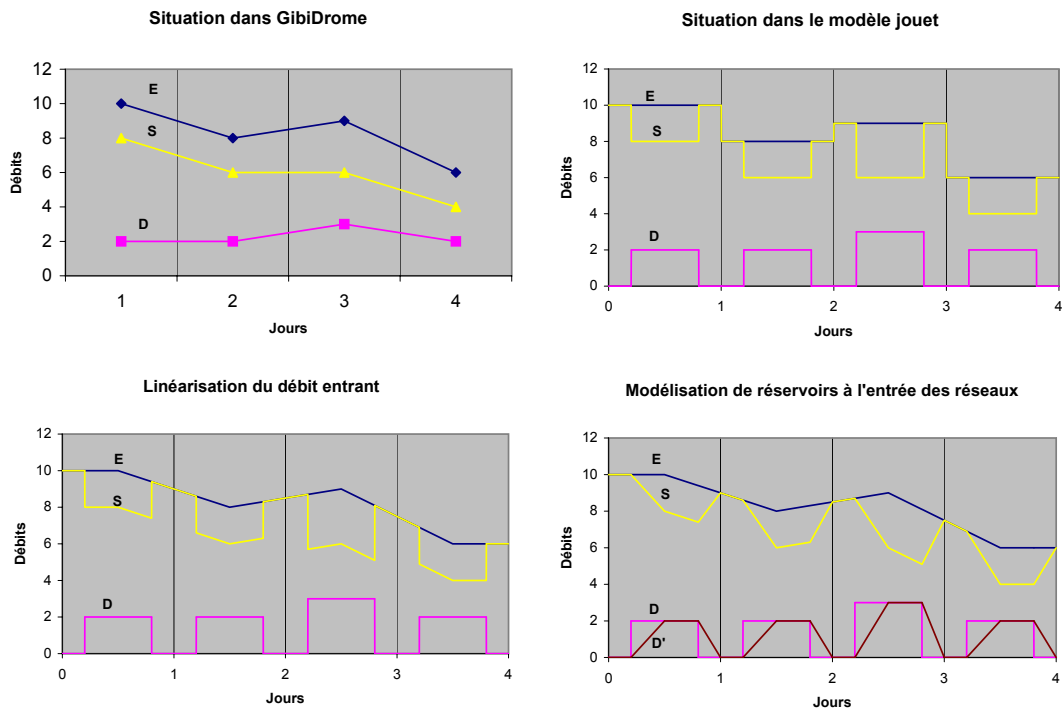 Situation dans GibiDrome
12
10
8
6
4
2
0
Débits
E
S
D
1 2 3 4
Jours
Situation dans le modèle jouet
12
10
8
6
4
2
0
Débits
E
S
D
0 1 2 3 4
Jours
Linéarisation du débit entrant
12
10
8
6
4
2
0
Débits
E
S
D
0 1 2 3 4
Jours
Modélisation de réservoirs à l'entrée des réseaux
12
10
8
6
4
2
0
Débits
E
S
D
D'
0 1 2 3 4
Jours